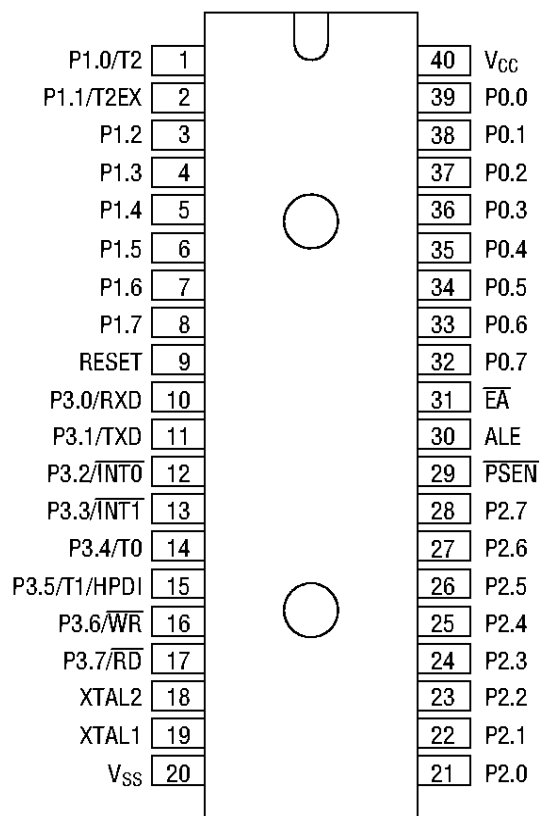 P1.0/T2 1 40 VCC
P1.1/T2EX 2 39 P0.0
P1.2 3 38 P0.1
P1.3 4 37 P0.2
P1.4 5 36 P0.3
P1.5 6 35 P0.4
P1.6 7 34 P0.5
P1.7 8 33 P0.6
RESET 9 32 P0.7
P3.0/RXD 10 31 E̅A̅
P3.1/TXD 11 30 ALE
P3.2/I̅N̅T̅0̅ 12 29 P̅S̅E̅N̅
P3.3/I̅N̅T̅1̅ 13 28 P2.7
P3.4/T0 14 27 P2.6
P3.5/T1/HPDI 15 26 P2.5
P3.6/W̅R̅ 16 25 P2.4
P3.7/R̅D̅ 17 24 P2.3
XTAL2 18 23 P2.2
XTAL1 19 22 P2.1
VSS 20 21 P2.0